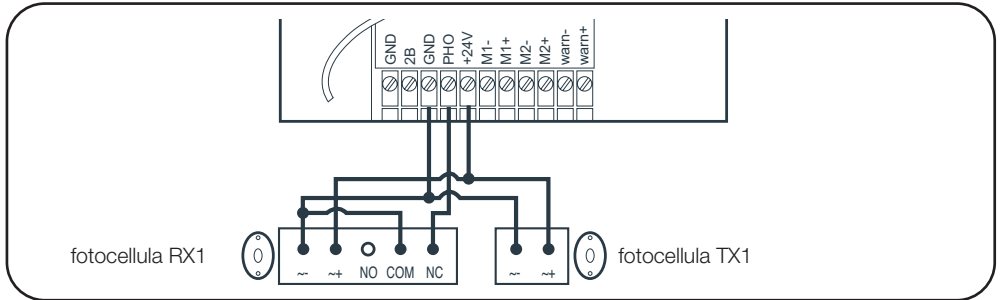 GND 2B GND PHO +24V M1- M1+ M2- M2+ warn- warn+
fotocellula RX1
~- ~+ NO COM NC
~- ~+
fotocellula TX1